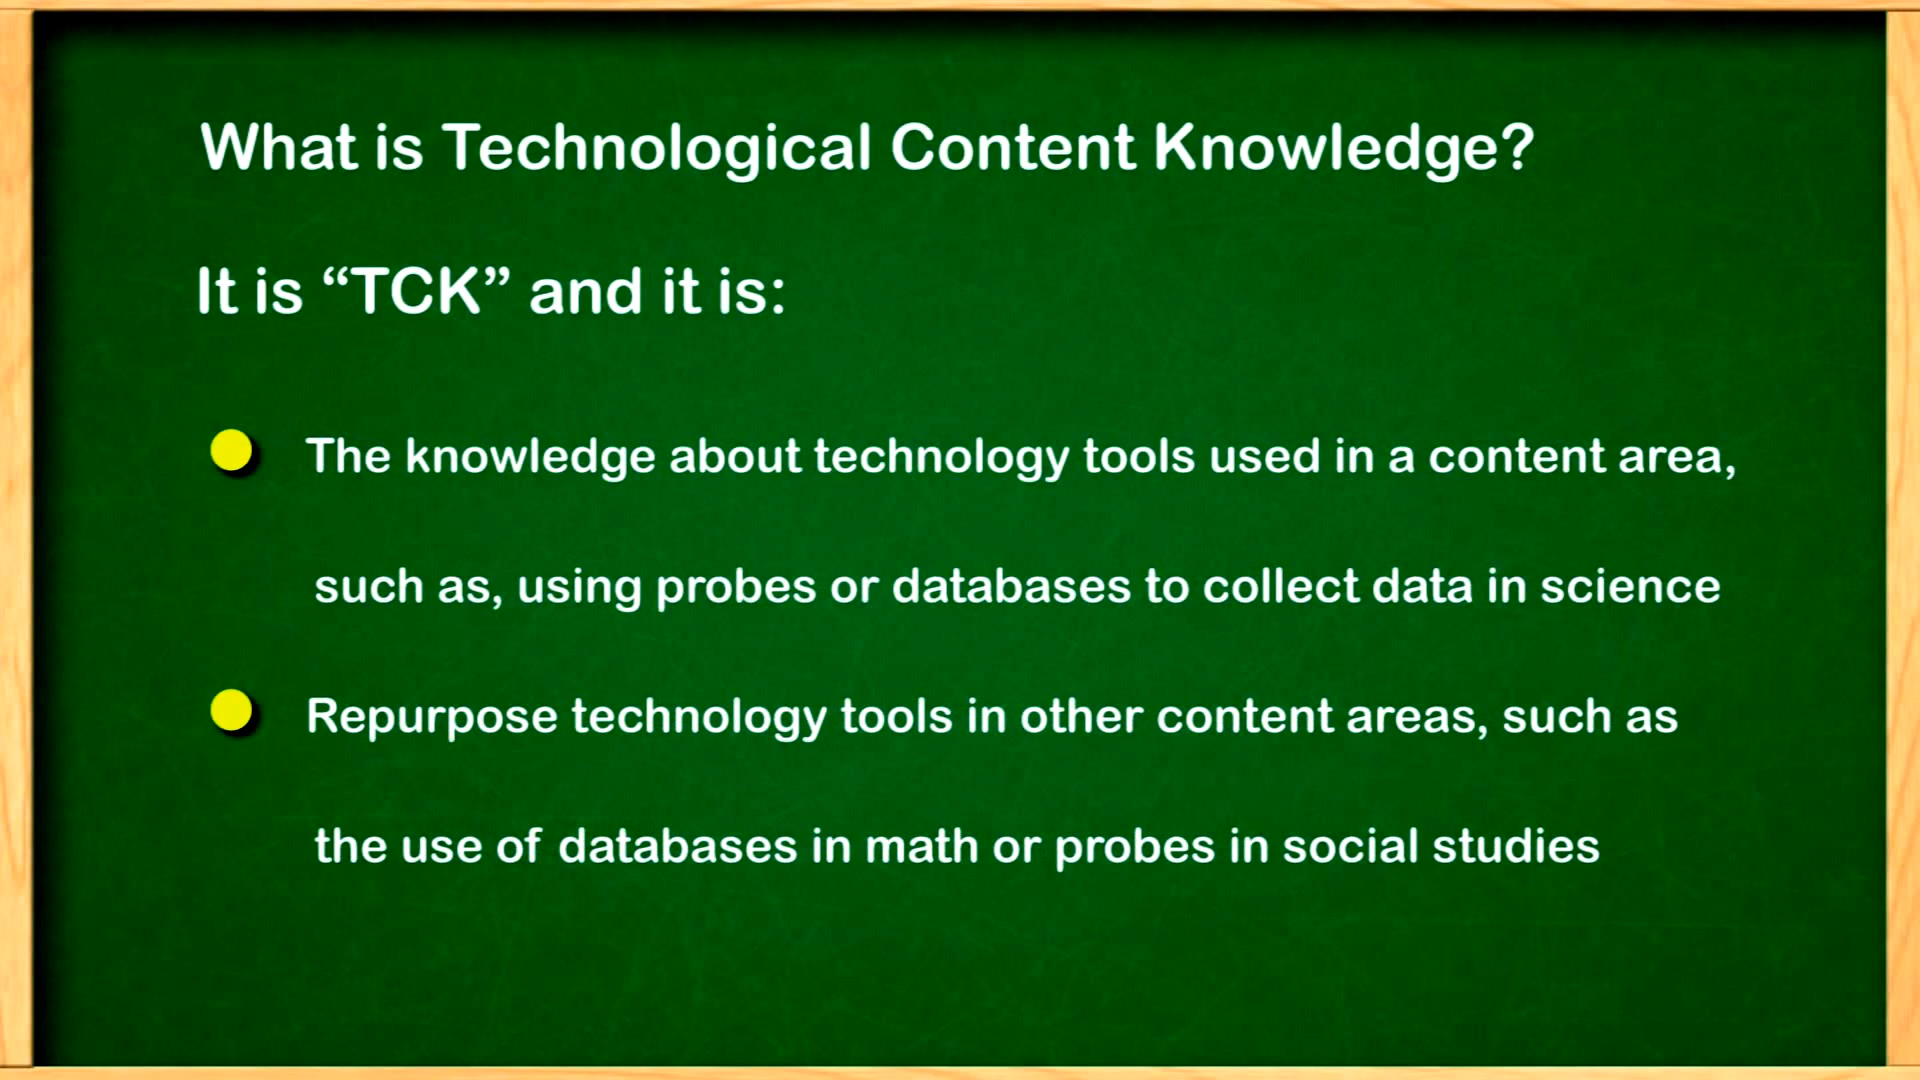 What is Technological Content Knowledge?
It is “TCK” and it is:
The knowledge about technology tools used in a content area,
such as, using probes or databases to collect data in science
Repurpose technology tools in other content areas, such as
the use of databases in math or probes in social studies